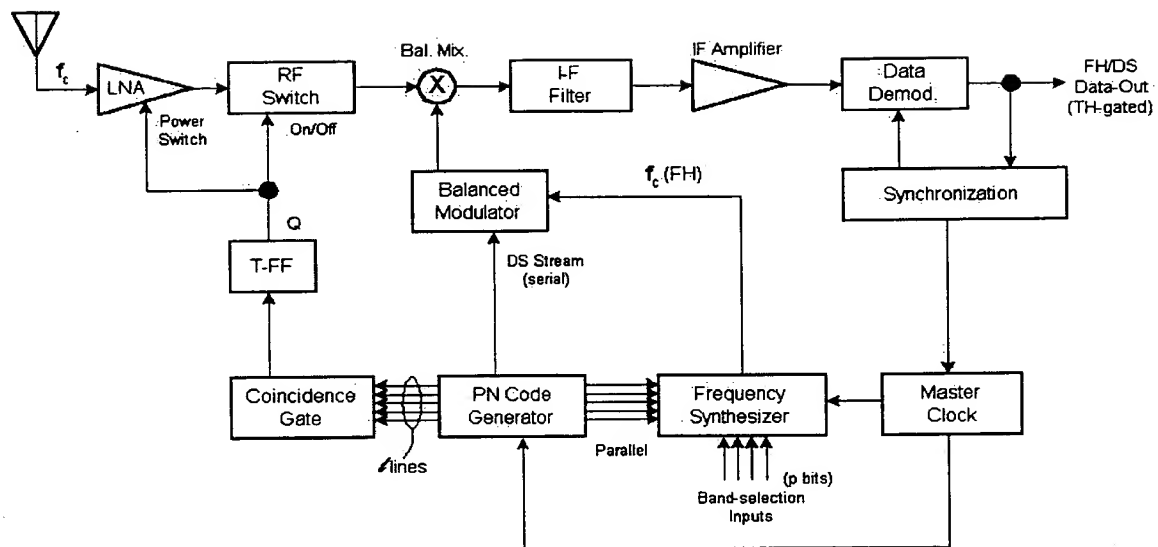 Bal. Mix.
IF Amplifier
f_c
LNA
RF
Switch
X
I-F
Filter
Data
Demod.
FH/DS
Data-Out
(TH-gated)
Power
Switch
On/Off
Balanced
Modulator
f_c (FH)
Synchronization
Q
T-FF
DS Stream
(serial)
Coincidence
Gate
PN Code
Generator
Frequency
Synthesizer
Master
Clock
ℓ lines
Parallel
(p bits)
Band-selection
Inputs